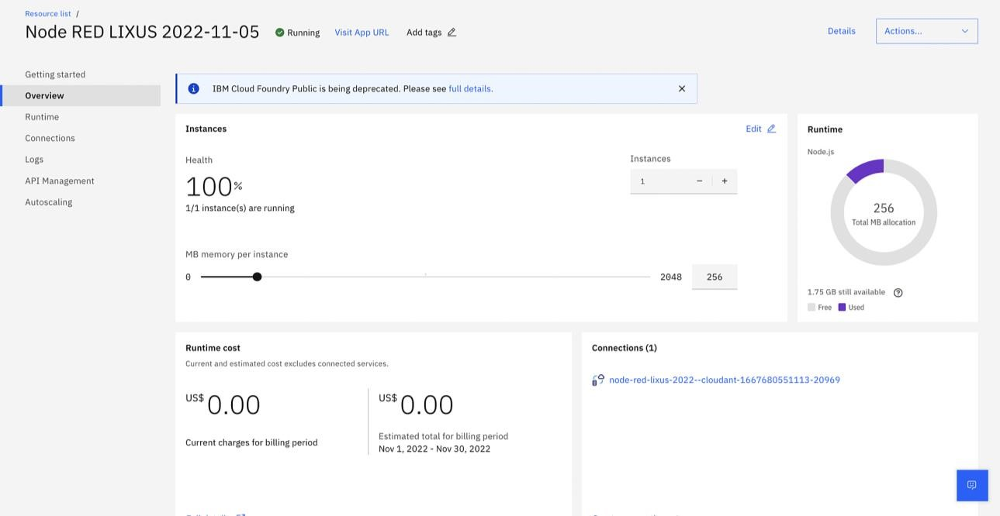 Resource list /
Node RED LIXUS 2022-11-05
Running
Visit App URL
Add tags
Details
Actions...
Getting started
Overview
Runtime
Connections
Logs
API Management
Autoscaling
IBM Cloud Foundry Public is being deprecated. Please see full details.
Instances
Edit
Health
100%
1/1 instance(s) are running
Instances
1
MB memory per instance
0
2048
256
Runtime
Node.js
256
Total MB allocation
1.75 GB still available
Free
Used
Runtime cost
Current and estimated cost excludes connected services.
US$ 0.00
Current charges for billing period
US$ 0.00
Estimated total for billing period
Nov 1, 2022 - Nov 30, 2022
Connections (1)
node-red-lixus-2022--cloudant-1667680551113-20969